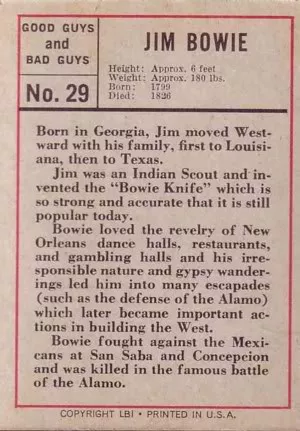 GOOD GUYS
and
BAD GUYS
No. 29
JIM BOWIE
Height: Approx. 6 feet
Weight: Approx. 180 lbs.
Born: 1799
Died: 1826
Born in Georgia, Jim moved West-
ward with his family, first to Louisi-
ana, then to Texas.
Jim was an Indian Scout and in-
vented the "Bowie Knife" which is
so strong and accurate that it is still
popular today.
Bowie loved the revelry of New
Orleans dance halls, restaurants,
and gambling halls and his irre-
sponsible nature and gypsy wander-
ings led him into many escapades
(such as the defense of the Alamo)
which later became important ac-
tions in building the West.
Bowie fought against the Mexi-
cans at San Saba and Concepcion
and was killed in the famous battle
of the Alamo.
COPYRIGHT LBI • PRINTED IN U.S.A.